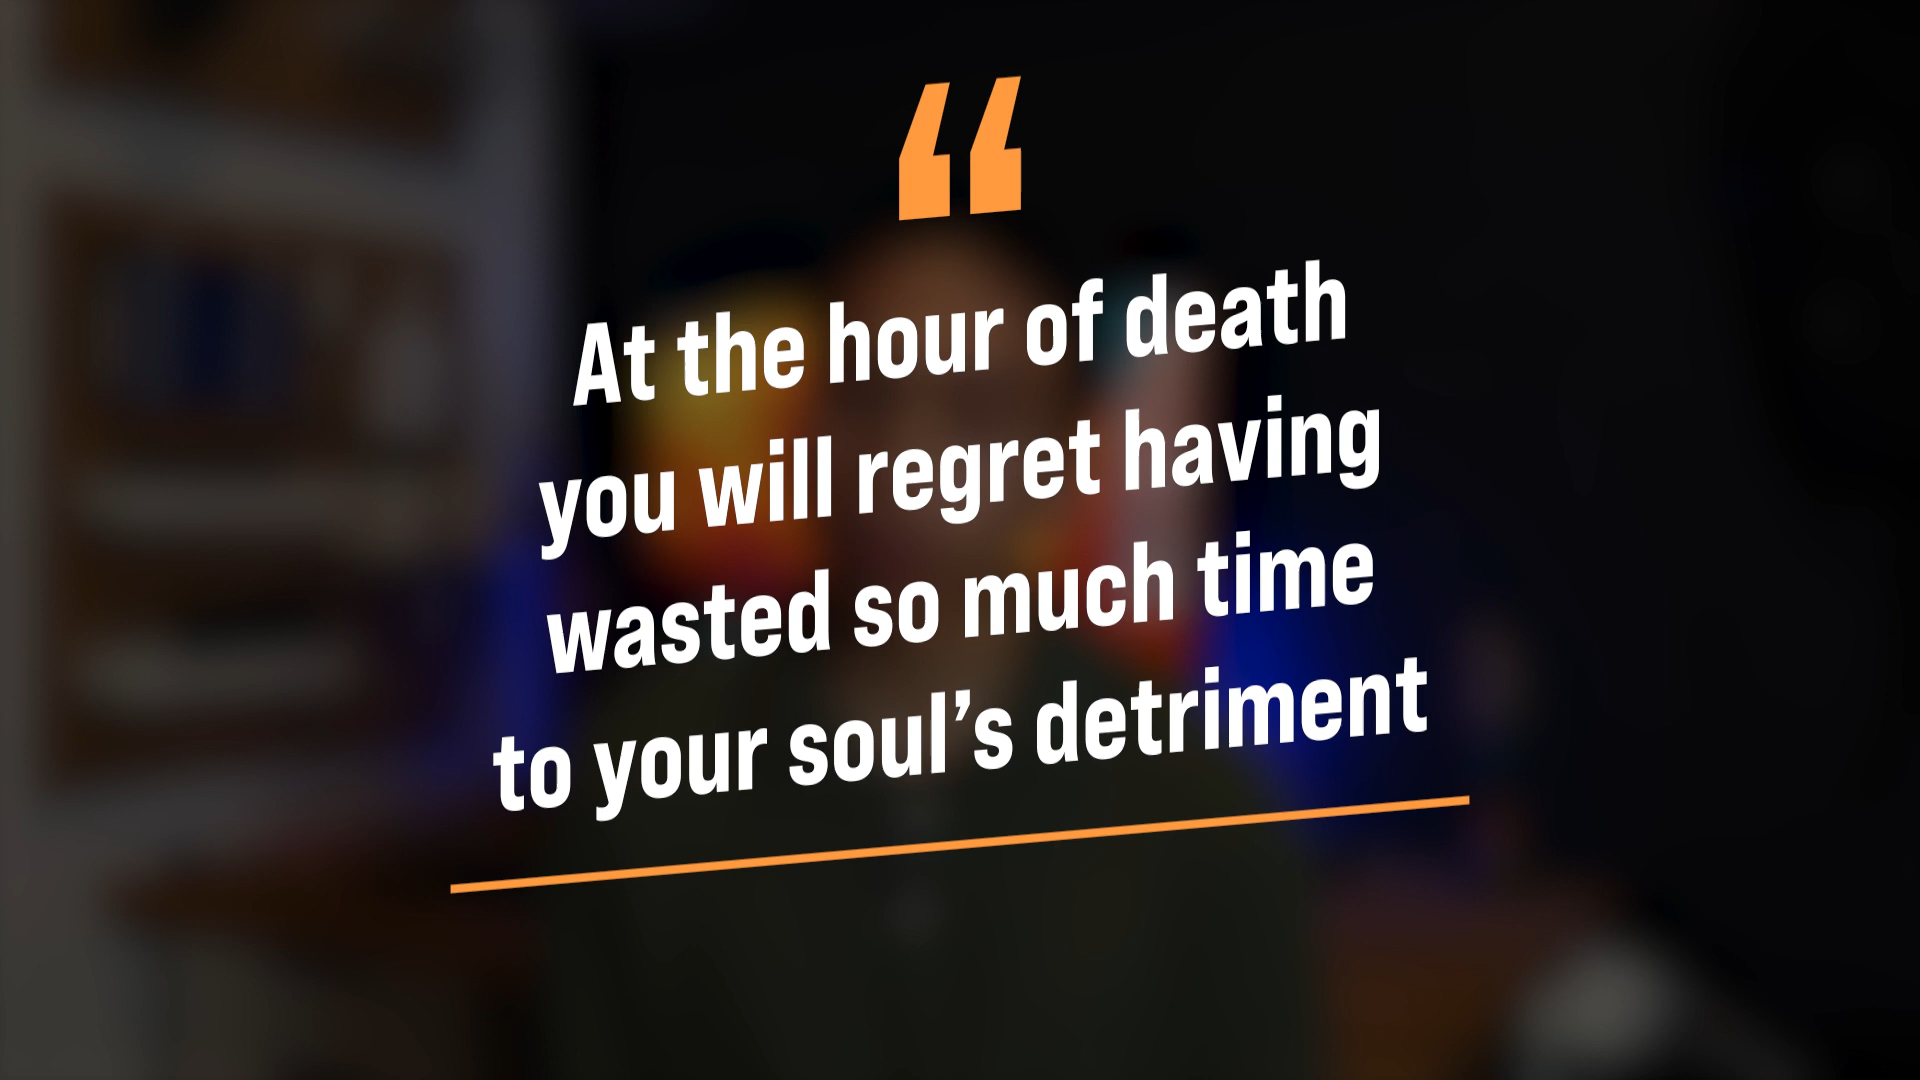 “
At the hour of death
you will regret having
wasted so much time
to your soul’s detriment